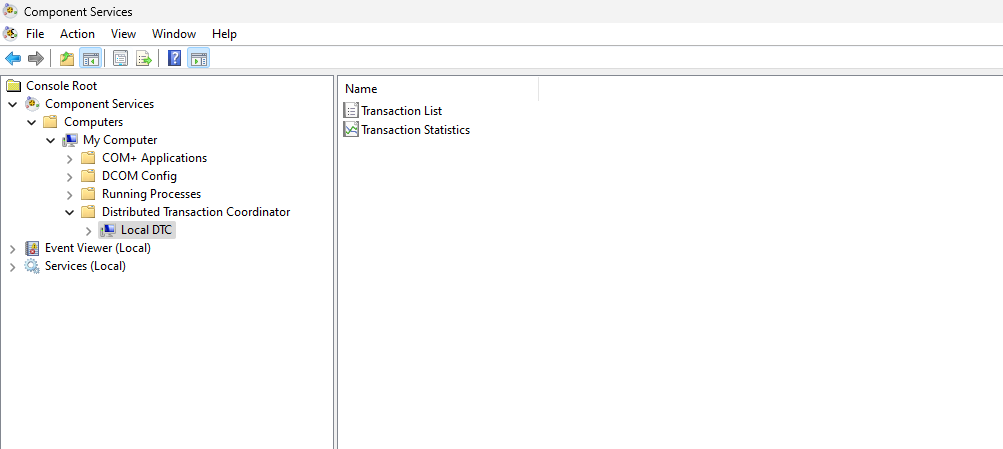 Component Services
File Action View Window Help
Console Root
Component Services
Computers
My Computer
COM+ Applications
DCOM Config
Running Processes
Distributed Transaction Coordinator
Local DTC
Event Viewer (Local)
Services (Local)
Name
Transaction List
Transaction Statistics